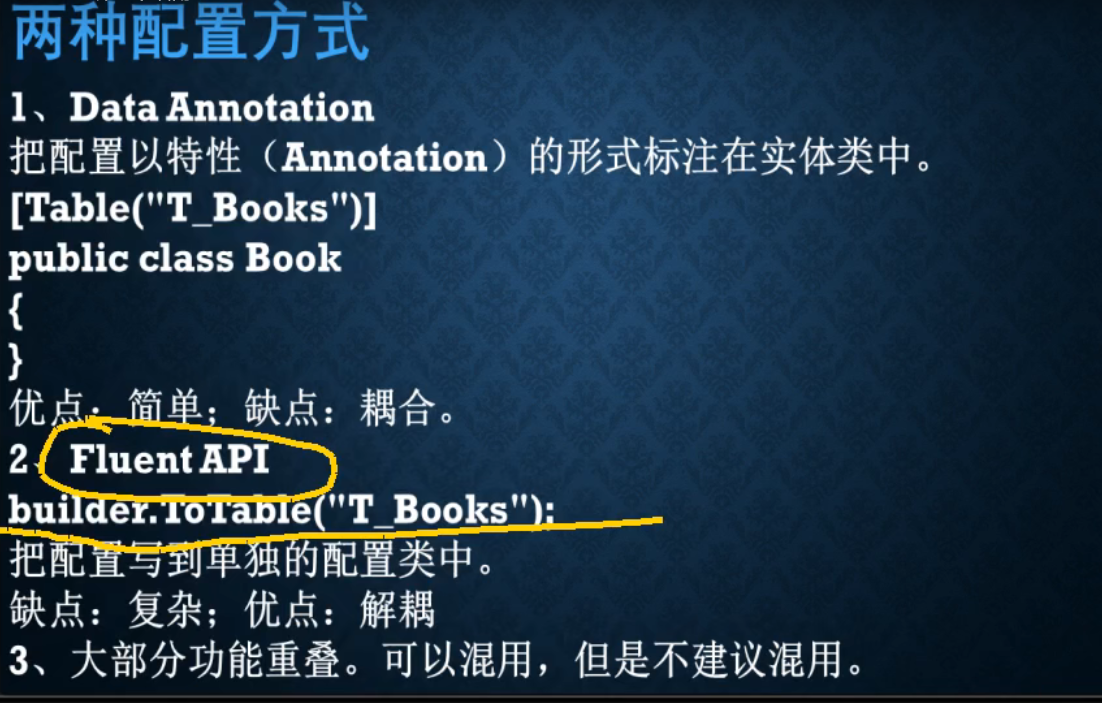 两种配置方式
1、Data Annotation
把配置以特性（Annotation）的形式标注在实体类中。
[Table("T_Books")]
public class Book
{
}
优点：简单；缺点：耦合。
2、Fluent API
builder.ToTable("T_Books");
把配置写到单独的配置类中。
缺点：复杂；优点：解耦
3、大部分功能重叠。可以混用，但是不建议混用。